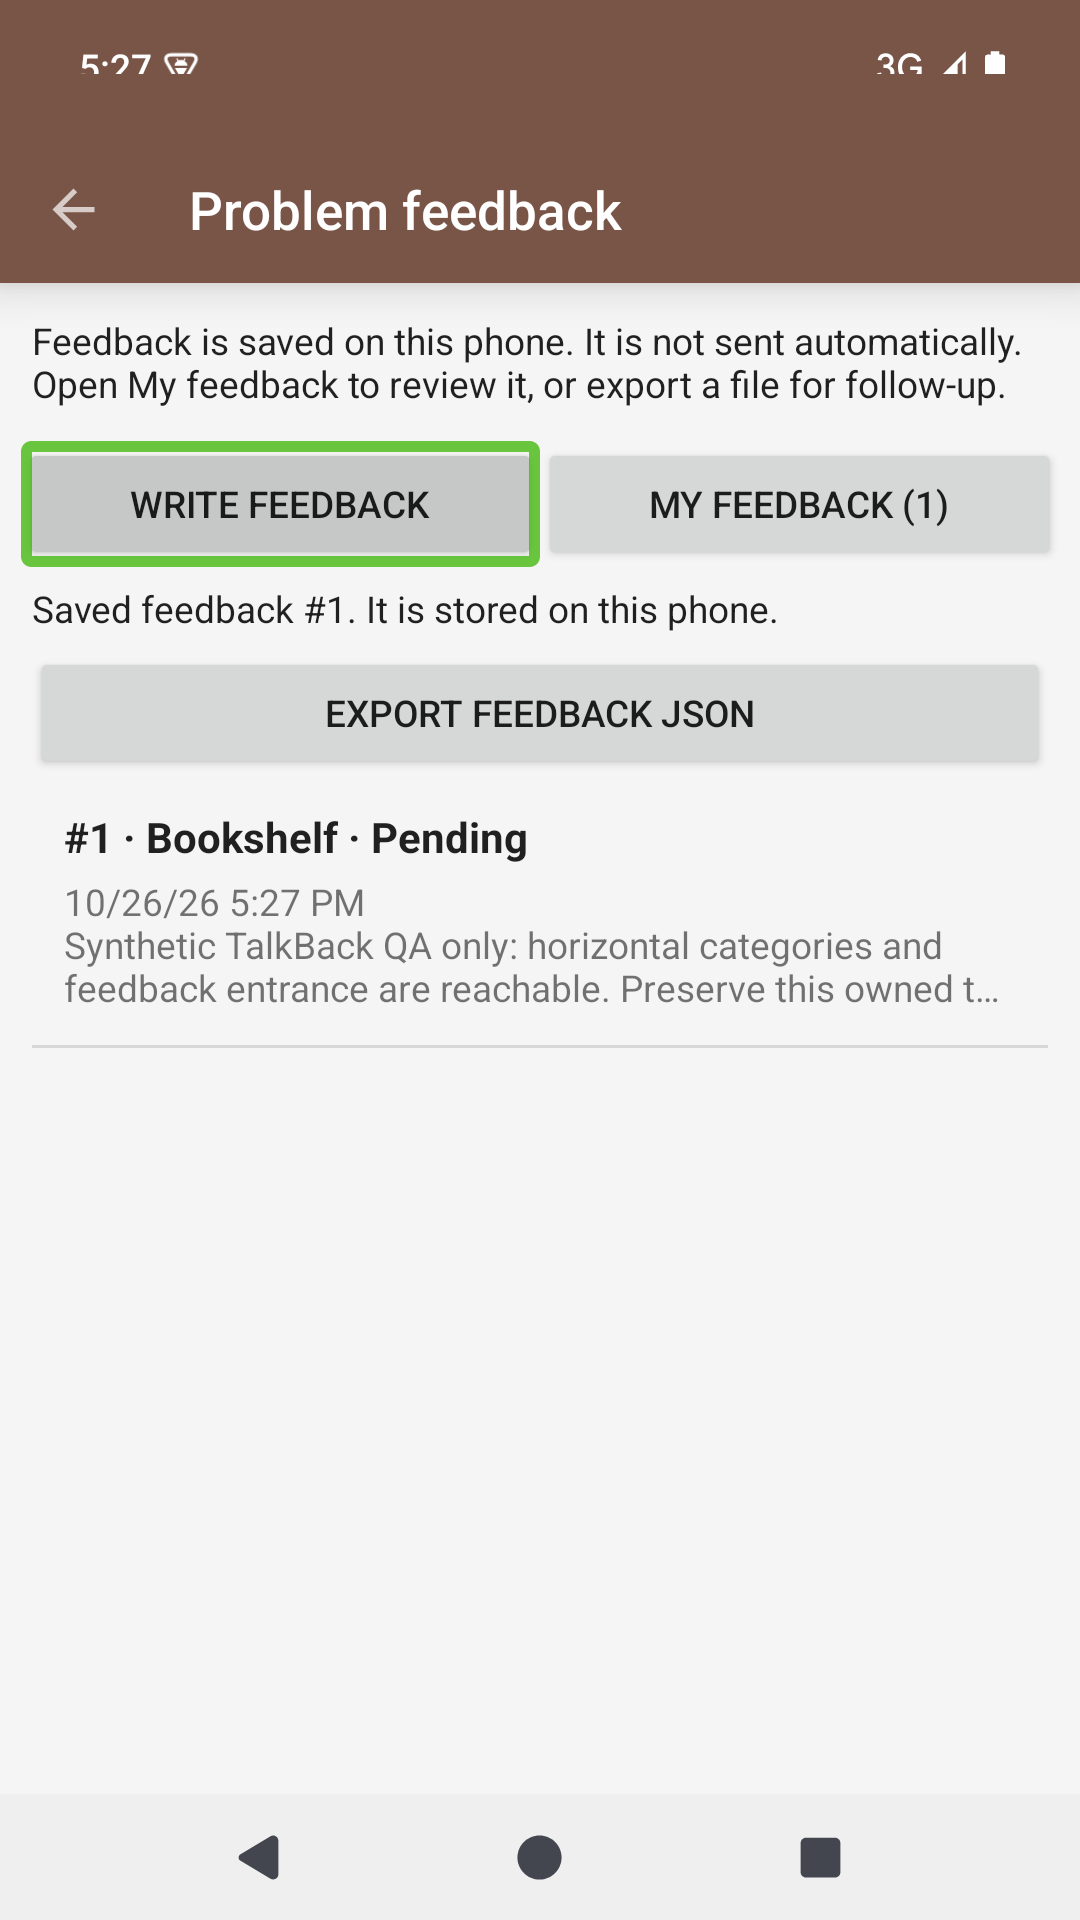 5:27
3G
Problem feedback
Feedback is saved on this phone. It is not sent automatically.
Open My feedback to review it, or export a file for follow-up.
WRITE FEEDBACK
MY FEEDBACK (1)
Saved feedback #1. It is stored on this phone.
EXPORT FEEDBACK JSON
#1 · Bookshelf · Pending
10/26/26 5:27 PM
Synthetic TalkBack QA only: horizontal categories and
feedback entrance are reachable. Preserve this owned t…